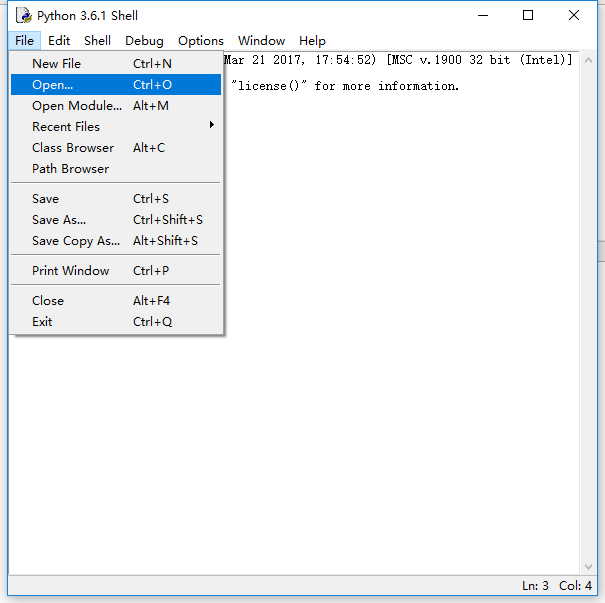 Python 3.6.1 Shell
File Edit Shell Debug Options Window Help
Mar 21 2017, 17:54:52) [MSC v.1900 32 bit (Intel)]
"license()" for more information.
New File Ctrl+N
Open... Ctrl+O
Open Module... Alt+M
Recent Files
Class Browser Alt+C
Path Browser
Save Ctrl+S
Save As... Ctrl+Shift+S
Save Copy As... Alt+Shift+S
Print Window Ctrl+P
Close Alt+F4
Exit Ctrl+Q
Ln: 3 Col: 4